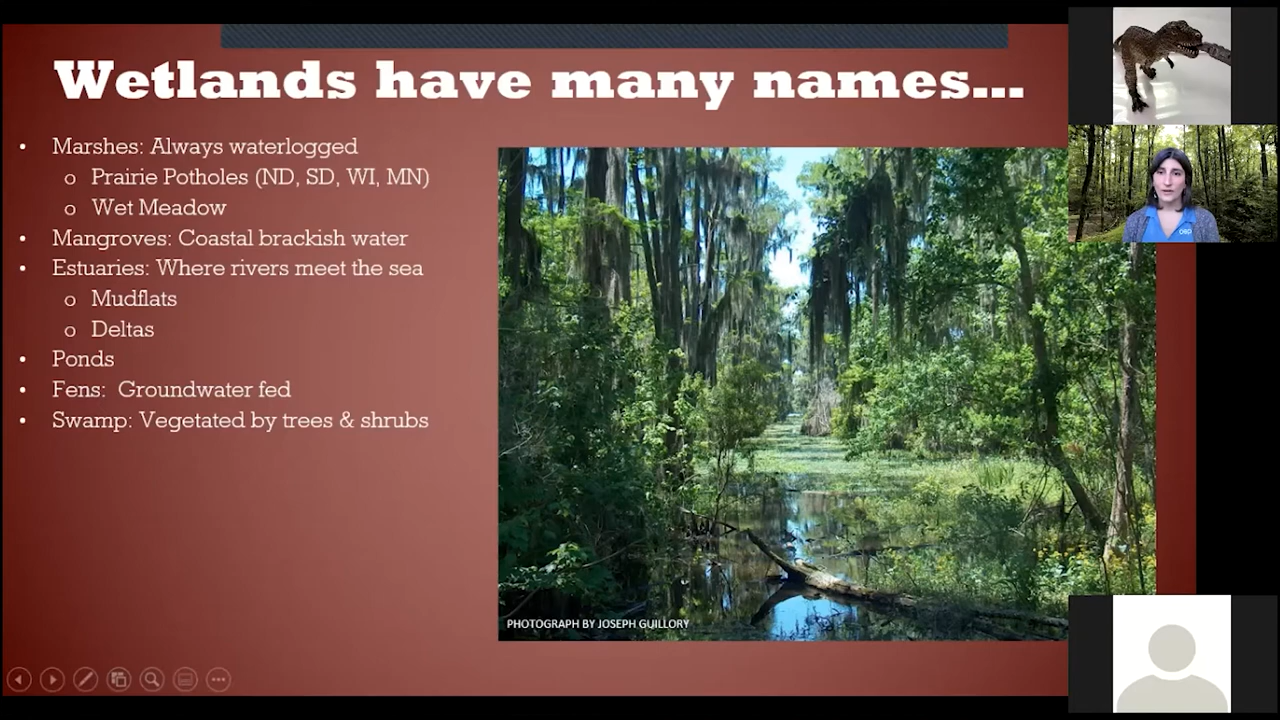 Wetlands have many names...
• Marshes: Always waterlogged
o Prairie Potholes (ND, SD, WI, MN)
o Wet Meadow
• Mangroves: Coastal brackish water
• Estuaries: Where rivers meet the sea
o Mudflats
o Deltas
• Ponds
• Fens: Groundwater fed
• Swamp: Vegetated by trees & shrubs
PHOTOGRAPH BY JOSEPH GUILLORY